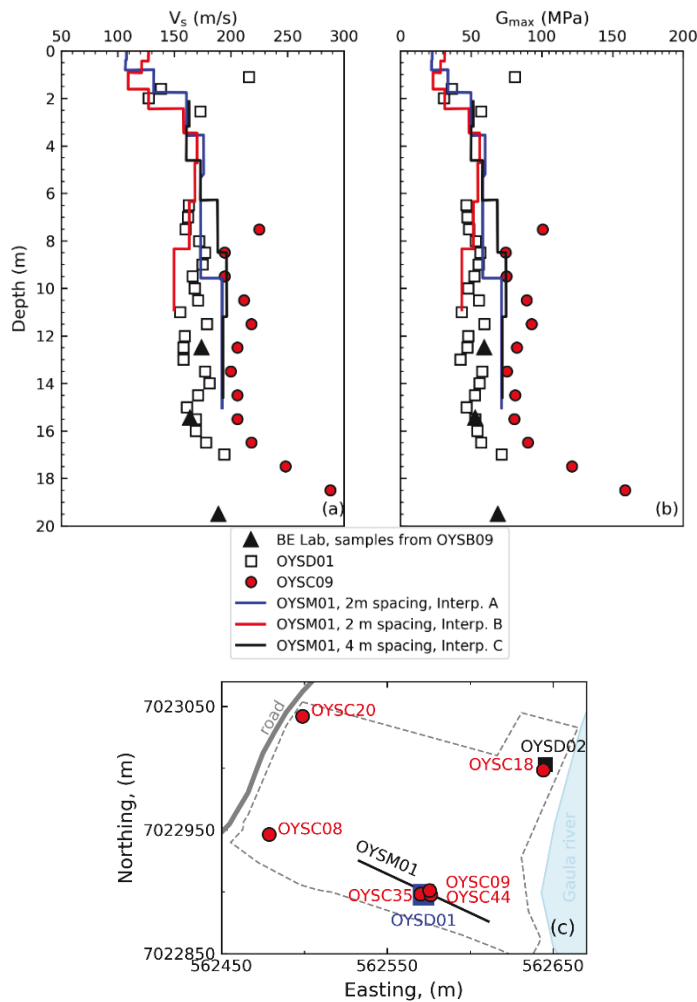 V_s (m/s)
50 100 150 200 250 300
G_max (MPa)
0 50 100 150 200
Depth (m)
0
2
4
6
8
10
12
14
16
18
20
(a)
(b)
BE Lab, samples from OYSB09
OYSD01
OYSC09
OYSM01, 2m spacing, Interp. A
OYSM01, 2 m spacing, Interp. B
OYSM01, 4 m spacing, Interp. C
Northing, (m)
7023050
7022950
7022850
road
OYSC20
OYSD02
OYSC18
OYSC08
OYSM01
OYSC09
OYSC35
OYSC44
OYSD01
Gaula river
(c)
562450 562550 562650
Easting, (m)